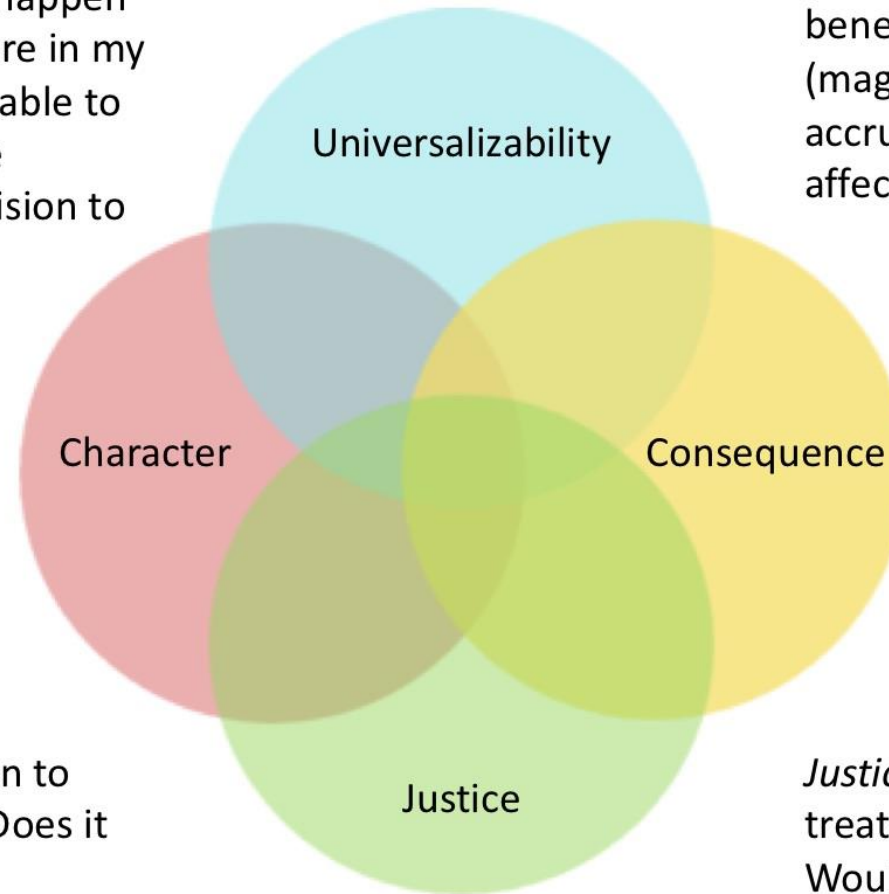 happen
re in my
able to
ision to
bene
(mag
accru
affec
Universalizability
Character
Consequence
Justice
n to
Does it
Justic
treat
Woul